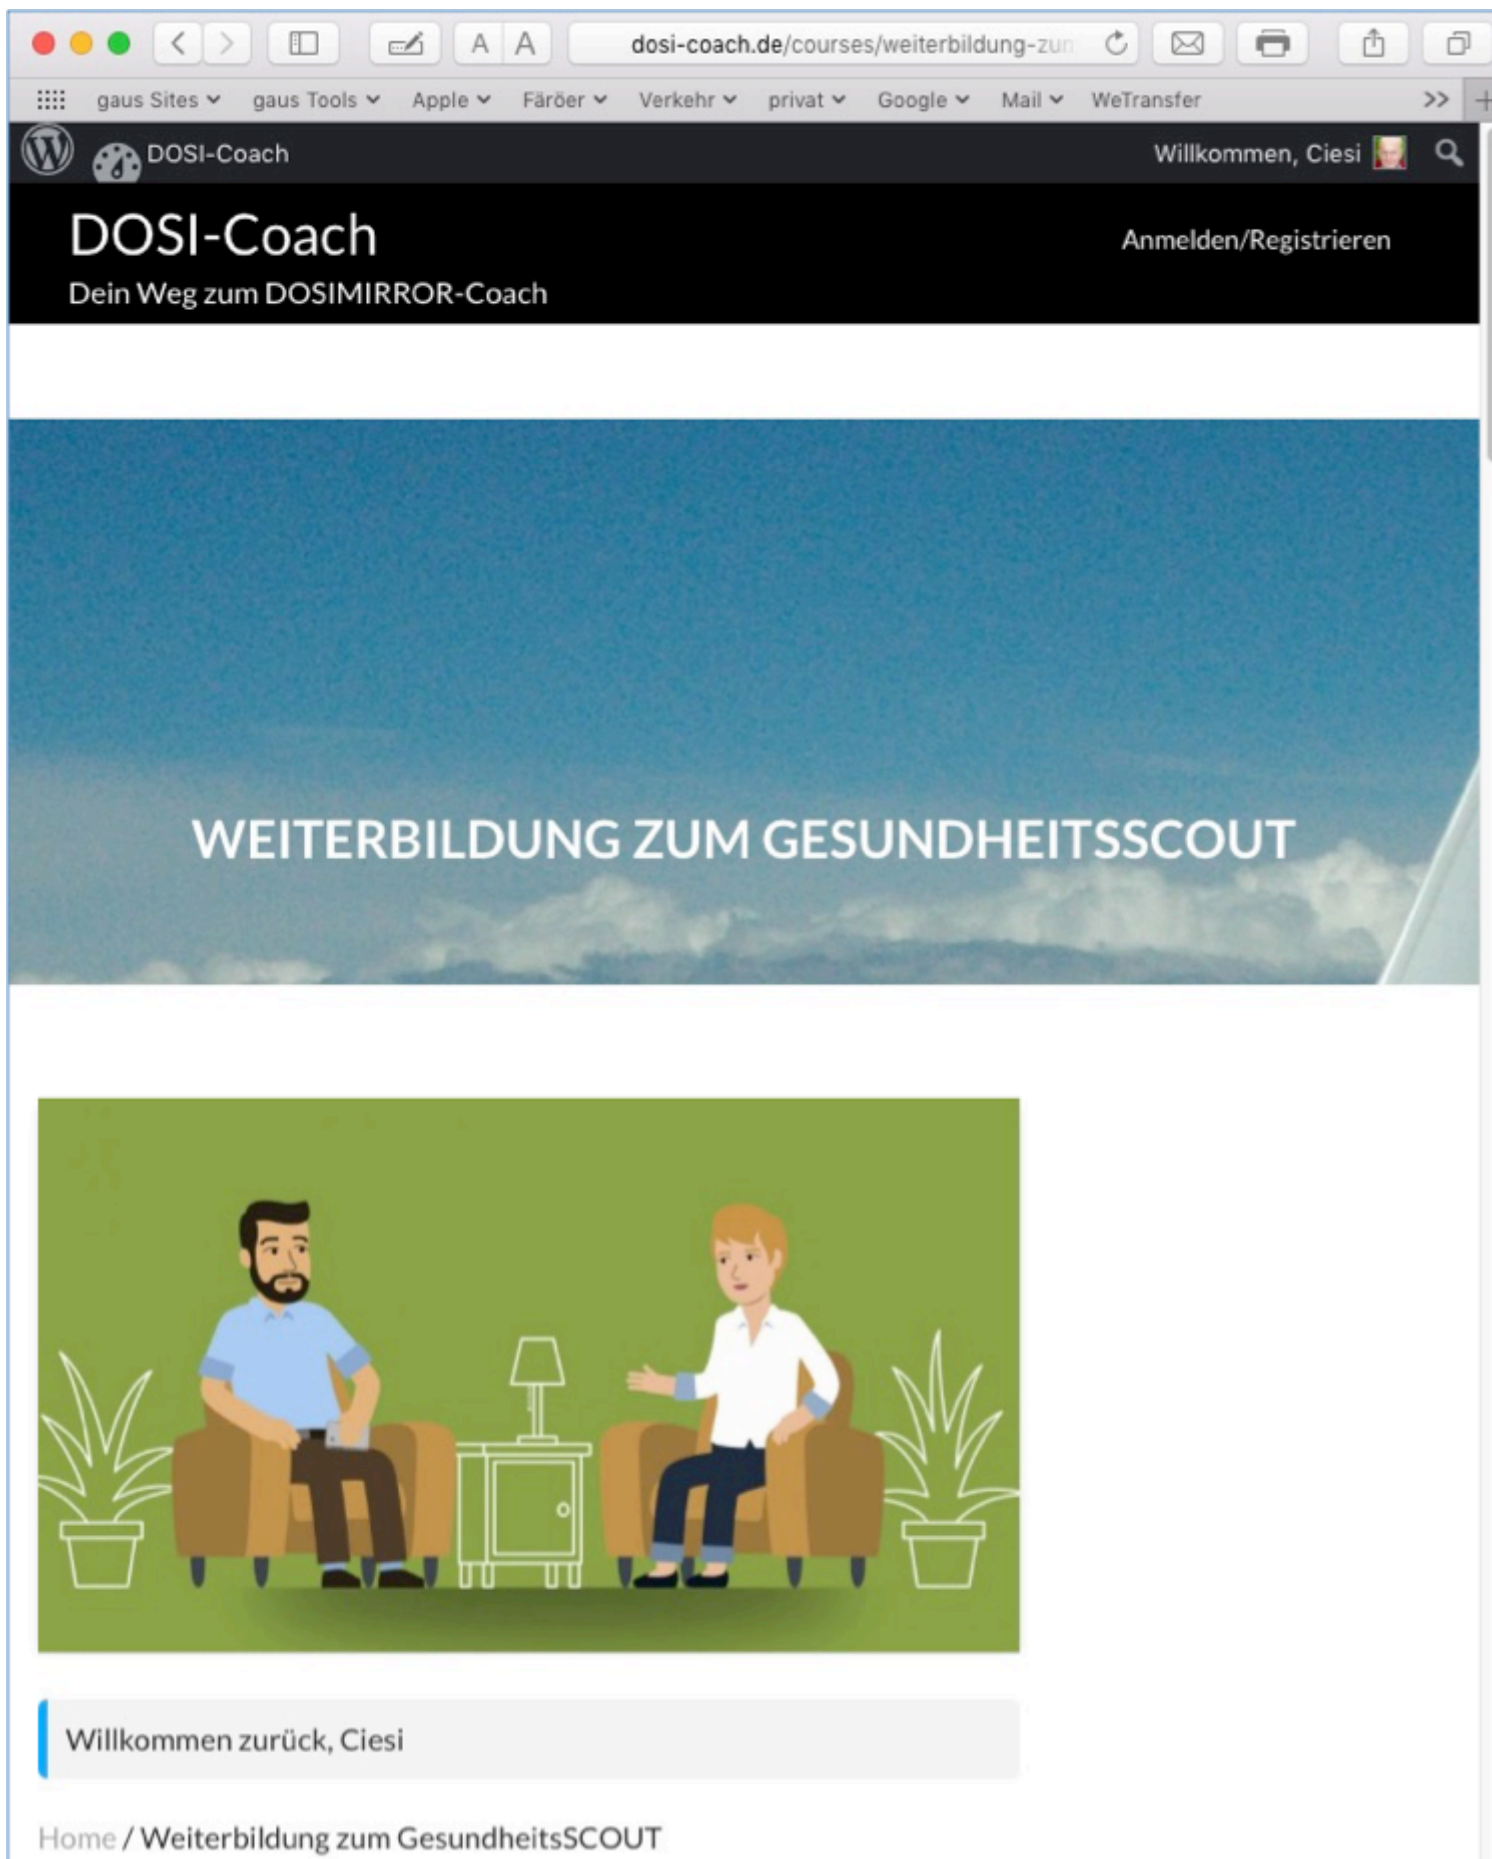 A A dosi-coach.de/courses/weiterbildung-zun
gaus Sites gaus Tools Apple Färöer Verkehr privat Google Mail WeTransfer >> +
DOSI-Coach Willkommen, Ciesi
DOSI-Coach
Anmelden/Registrieren
Dein Weg zum DOSIMIRROR-Coach
WEITERBILDUNG ZUM GESUNDHEITSSCOUT
Willkommen zurück, Ciesi
Home / Weiterbildung zum GesundheitsSCOUT